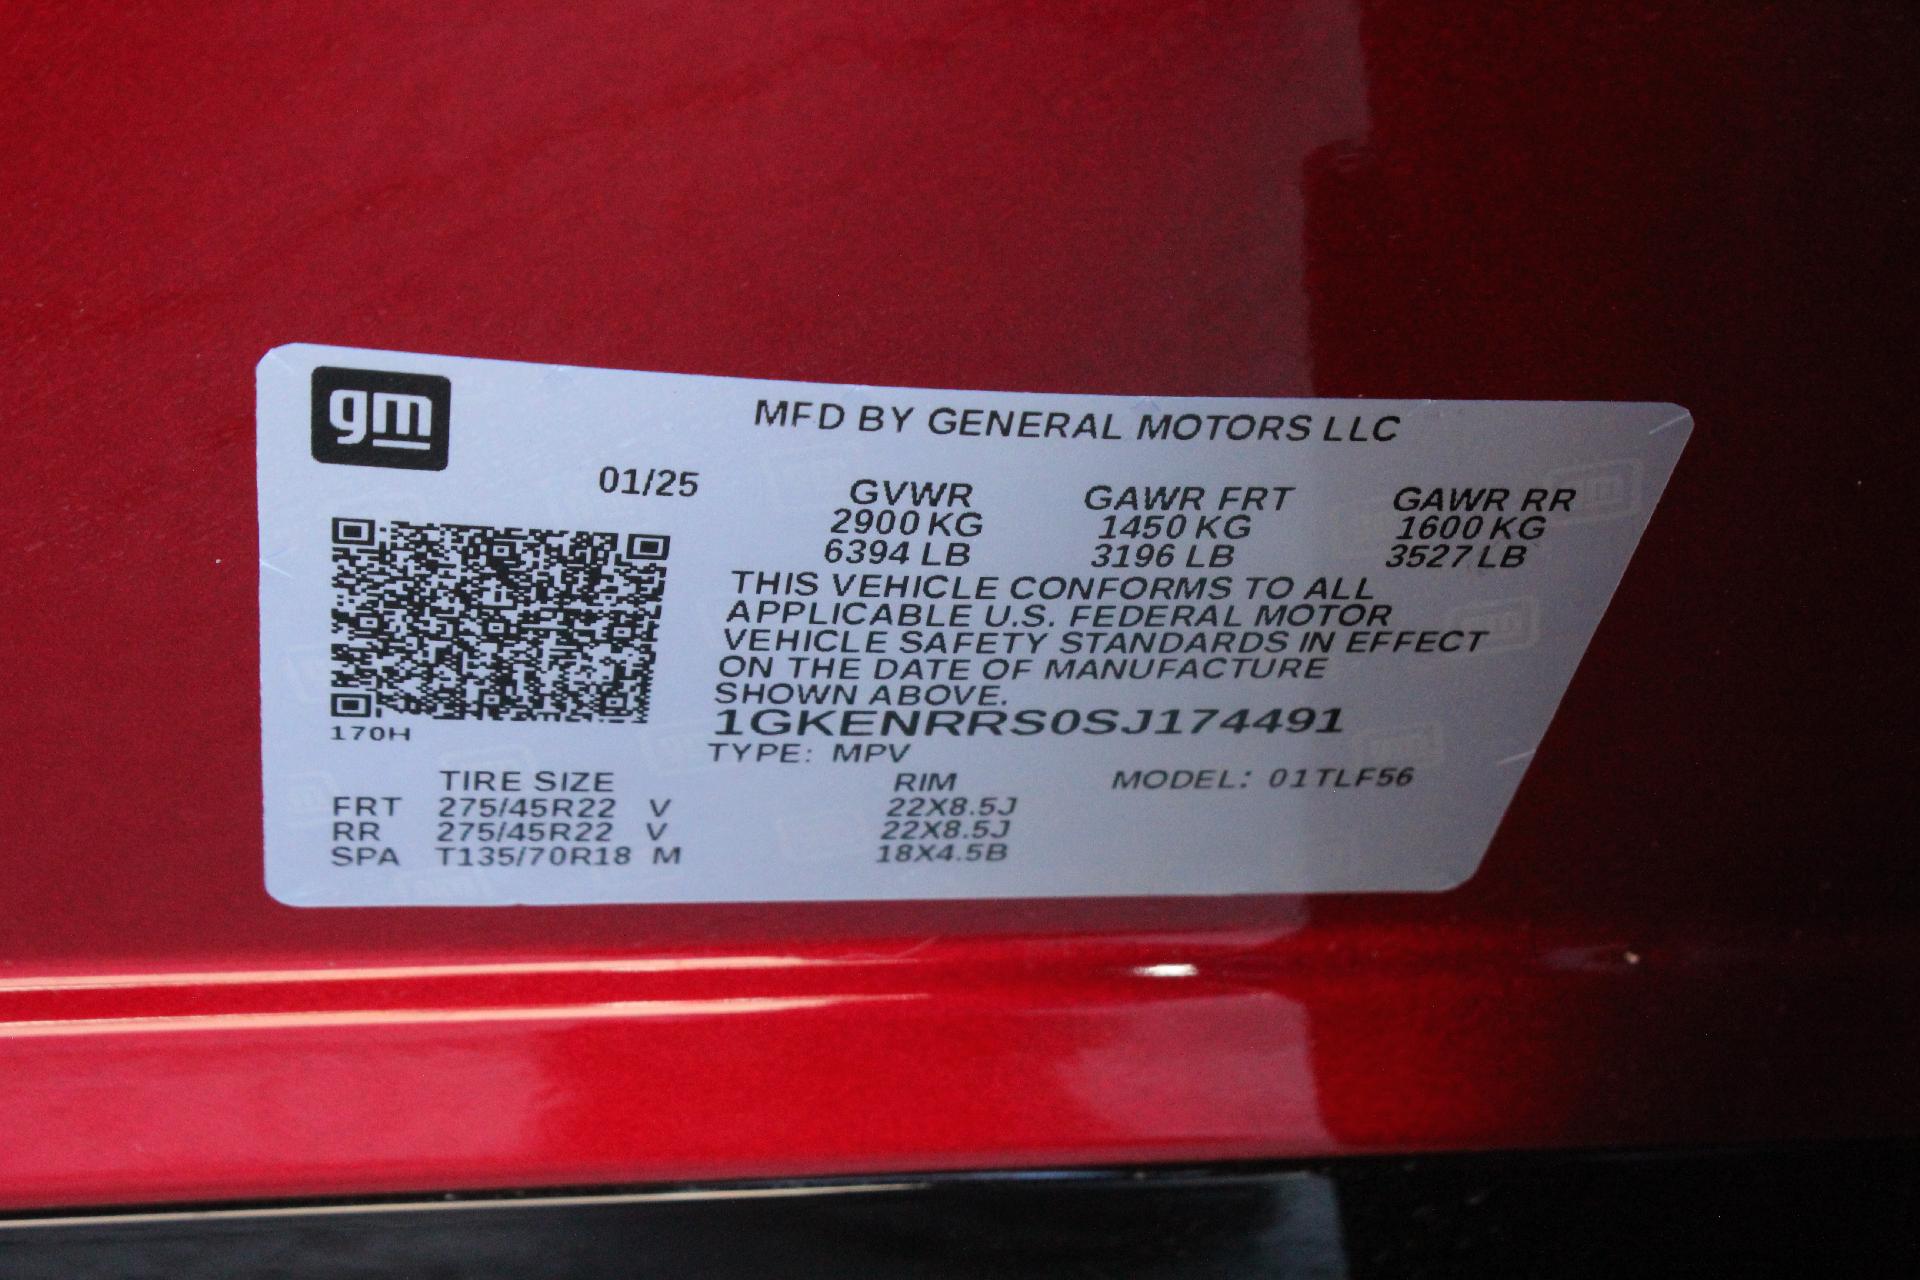 gm
MFD BY GENERAL MOTORS LLC
01/25
GVWR GAWR FRT GAWR RR
2900 KG 1450 KG 1600 KG
6394 LB 3196 LB 3527 LB
THIS VEHICLE CONFORMS TO ALL
APPLICABLE U.S. FEDERAL MOTOR
VEHICLE SAFETY STANDARDS IN EFFECT
ON THE DATE OF MANUFACTURE
SHOWN ABOVE.
1GKENRRS0SJ174491
170H
TYPE: MPV
TIRE SIZE RIM MODEL: 01TLF56
FRT 275/45R22 V 22X8.5J
RR 275/45R22 V 22X8.5J
SPA T135/70R18 M 18X4.5B